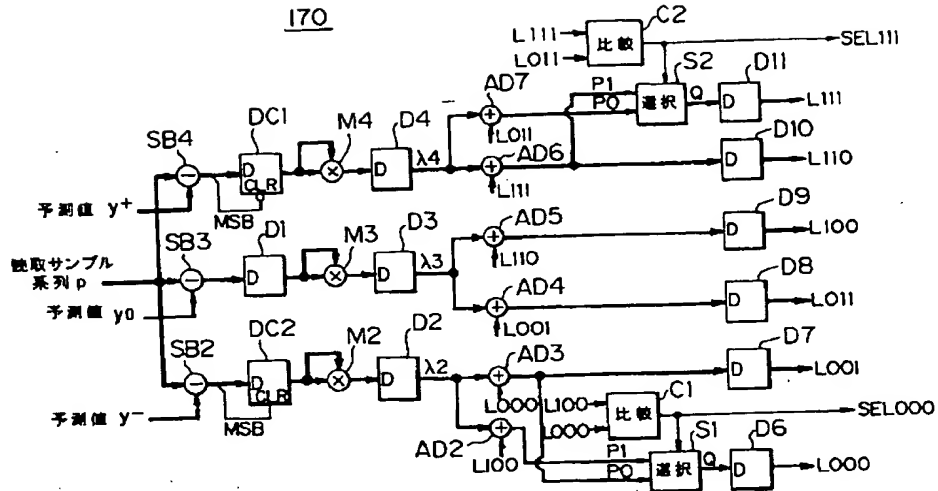 170
C2
L111
L011
比較
SEL111
S2
D11
AD7
P1
P0
選択
Q
D
L111
SB4
DC1
M4
D4
L011
D10
D
CLR
D
λ4
AD6
D
L110
L111
予測値 y+
MSB
D9
SB3
D1
M3
D3
AD5
D
L100
読取サンプル
系列 p
D
D
λ3
L110
D8
AD4
D
L011
予測値 y0
L001
DC2
M2
D2
D7
SB2
AD3
D
L001
D
CLR
D
λ2
C1
L000
L100
比較
SEL000
MSB
L000
S1
D6
予測値 y−
AD2
P1
P0
選択
Q
D
L000
L100